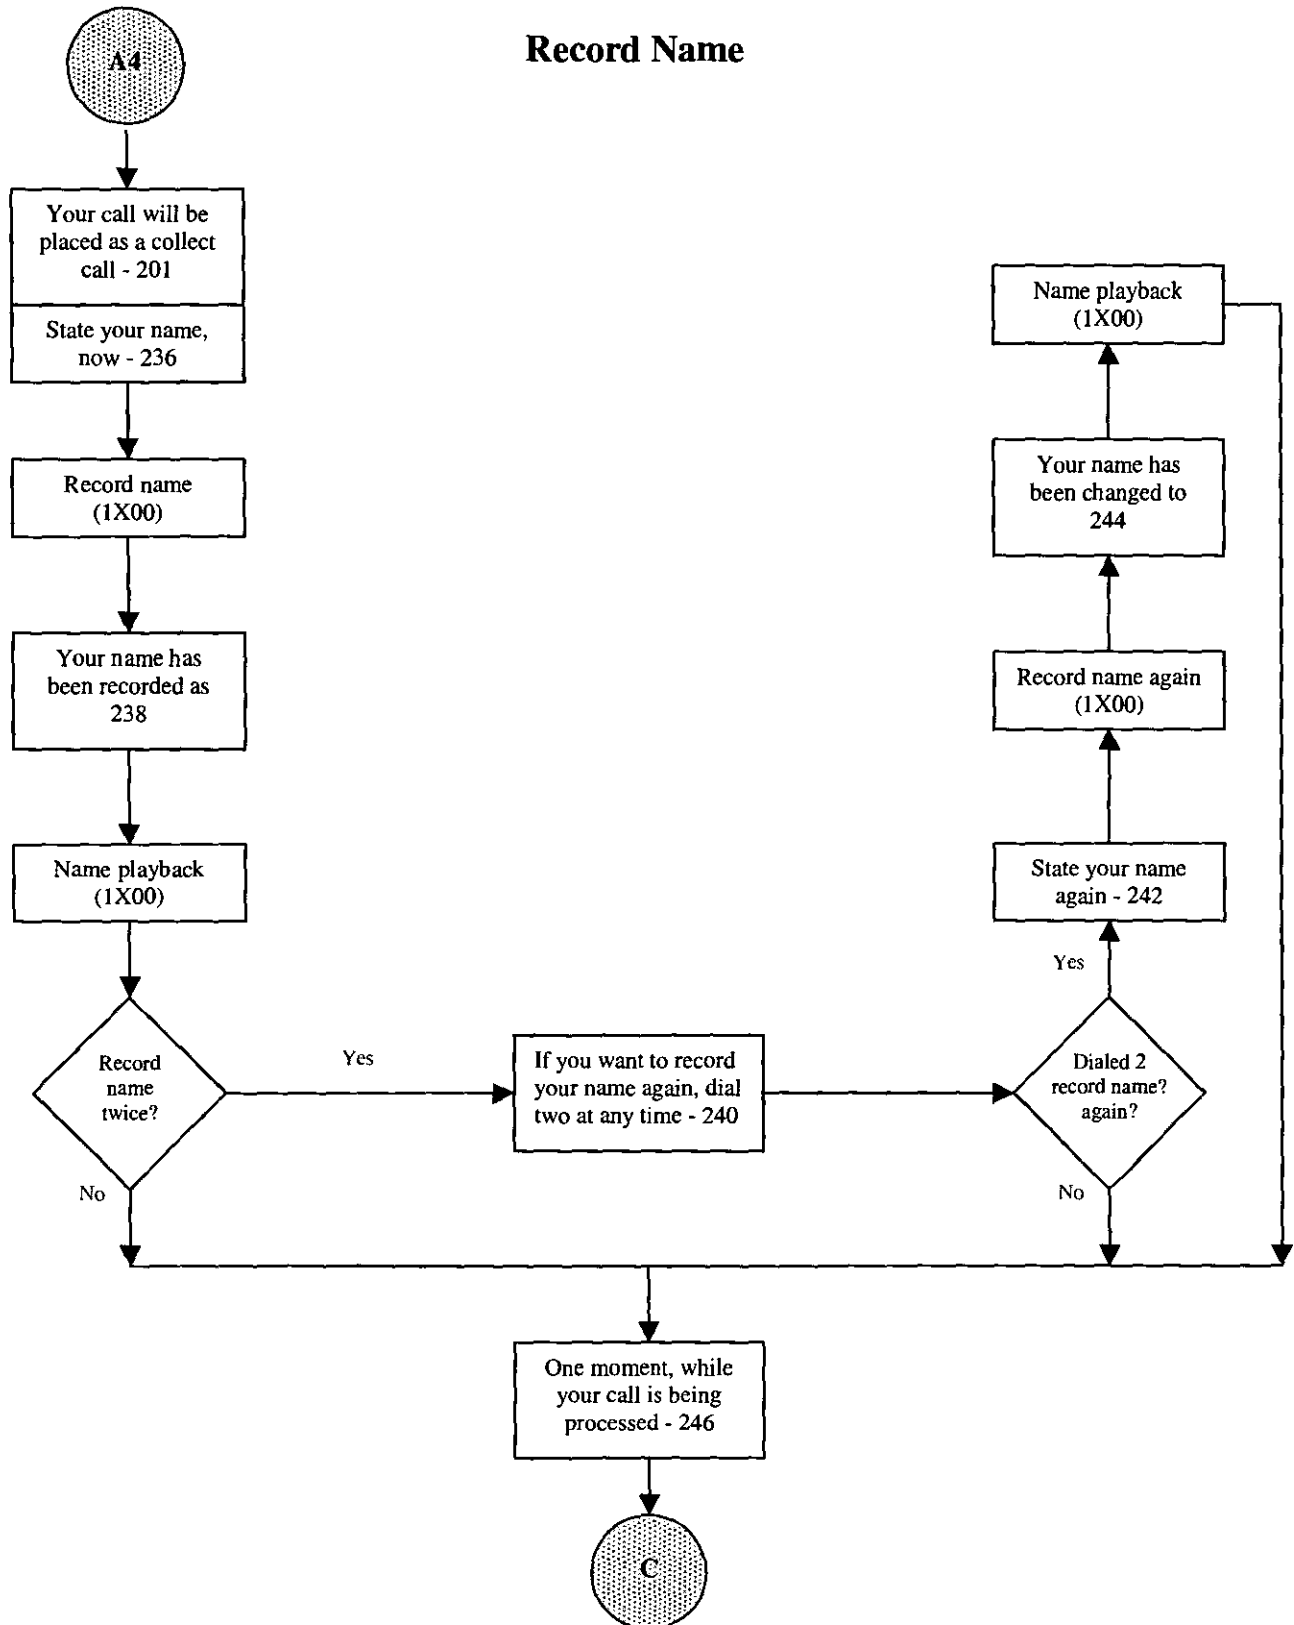 Record Name
A4
Your call will be
placed as a collect
call - 201
State your name,
now - 236
Record name
(1X00)
Your name has
been recorded as
238
Name playback
(1X00)
Record
name
twice?
Yes
No
If you want to record
your name again, dial
two at any time - 240
Dialed 2
record name?
again?
Yes
No
State your name
again - 242
Record name again
(1X00)
Your name has
been changed to
244
Name playback
(1X00)
One moment, while
your call is being
processed - 246
C